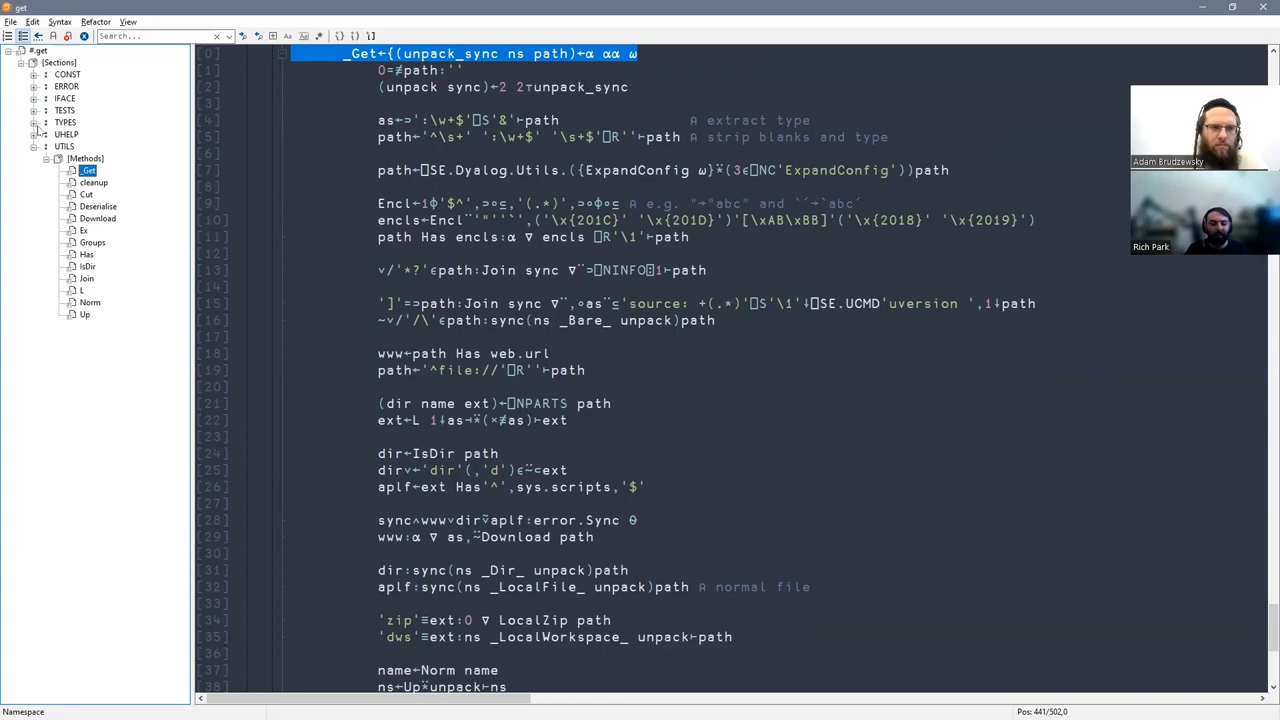 get
File Edit Syntax Refactor View
Search...
#.get
[Sections]
CONST
ERROR
IFACE
TESTS
TYPES
UHELP
UTILS
[Methods]
_Get
cleanup
Cut
Deserialise
Download
Ex
Groups
Has
IsDir
Join
L
Norm
Up
[0] _Get←{(unpack_sync ns path)←⍺ ⍺⍺ ⍵
[1] 0=≢path:''
[2] (unpack sync)←2 2⊤unpack_sync
[3]
[4] as←⊃':\w+$'⎕S'&'⊢path ⍝ extract type
[5] path←'^\s+' ':\w+$' '\s+$'⎕R''⊢path ⍝ strip blanks and type
[6]
[7] path←⎕SE.Dyalog.Utils.({ExpandConfig ⍵}⍣(3∊⎕NC'ExpandConfig'))path
[8]
[9] Encl←1⌽'$^',⊃∘⊆,'(.*)',⊃∘⌽∘⊆ ⍝ e.g. "→"abc" and `´→`abc´
[10] encls←Encl¨'"''`',('\x{201C}' '\x{201D}')'[\xAB\xBB]'('\x{2018}' '\x{2019}')
[11] path Has encls:⍺ ∇ encls ⎕R'\1'⊢path
[12]
[13] ∨/'*?'∊path:Join sync ∇¨⊃⎕NINFO⍠1⊢path
[14]
[15] ']'=⊃path:Join sync ∇¨,∘as¨⊆'source: +(.*)'⎕S'\1'↓⎕SE.UCMD'uversion ',1↓path
[16] ~∨/'/\'∊path:sync(ns _Bare_ unpack)path
[17]
[18] www←path Has web.url
[19] path←'^file://'⎕R''⊢path
[20]
[21] (dir name ext)←⎕NPARTS path
[22] ext←L 1↓as⊣⍣(×≢as)⊢ext
[23]
[24] dir←IsDir path
[25] dir∨←'dir'(,'d')∊⍨⊂ext
[26] aplf←ext Has'^',sys.scripts,'$'
[27]
[28] sync∧www∨dir⍱aplf:error.Sync ⍬
[29] www:⍺ ∇ as,⍨Download path
[30]
[31] dir:sync(ns _Dir_ unpack)path
[32] aplf:sync(ns _LocalFile_ unpack)path ⍝ normal file
[33]
[34] 'zip'≡ext:0 ∇ LocalZip path
[35] 'dws'≡ext:ns _LocalWorkspace_ unpack⊢path
[36]
[37] name←Norm name
[38] ns←Up⍣unpack⊢ns
Adam Brudzewsky
Rich Park
Namespace
Pos: 441/502,0